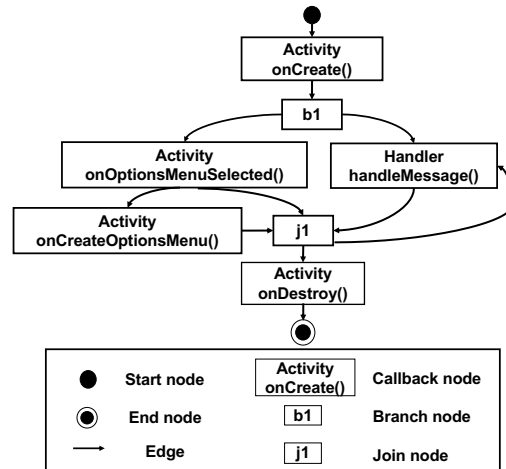 Activity
onCreate()
b1
Activity
onOptionsMenuSelected()
Handler
handleMessage()
Activity
onCreateOptionsMenu()
j1
Activity
onDestroy()
Start node
Activity
onCreate()
Callback node
End node
b1
Branch node
Edge
j1
Join node